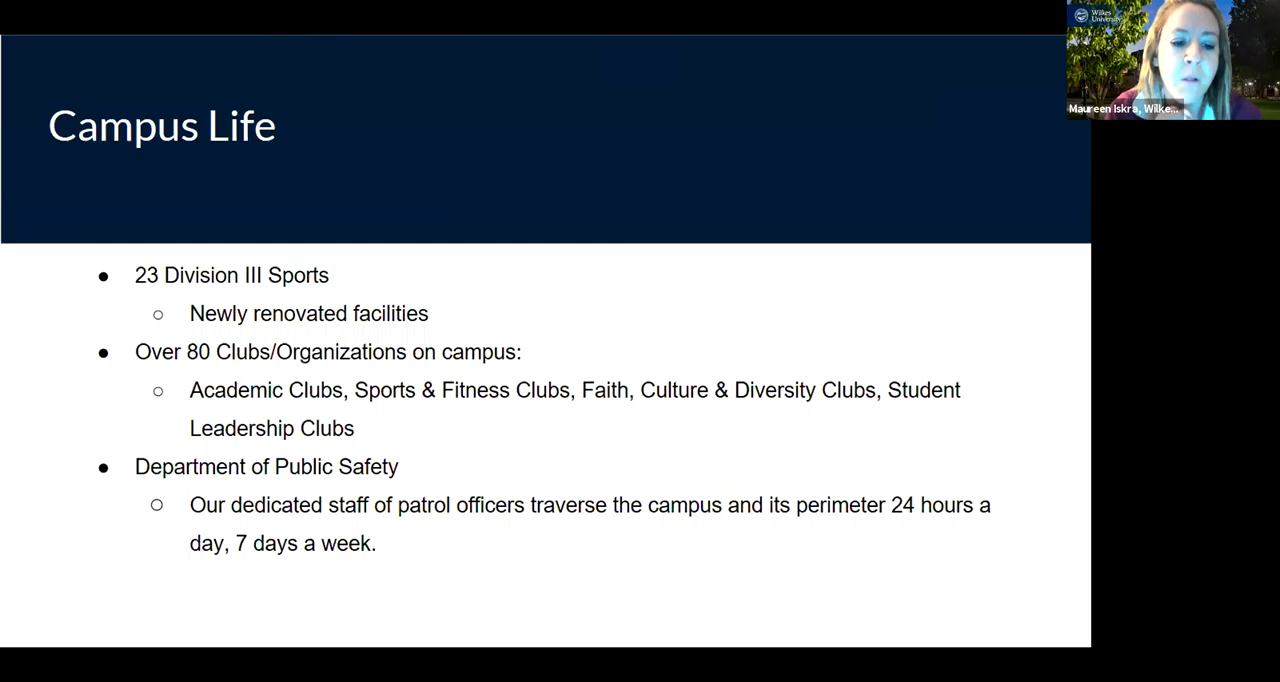 Wilkes
University
Maureen Iskra, Wilke...
Campus Life
● 23 Division III Sports
○ Newly renovated facilities
● Over 80 Clubs/Organizations on campus:
○ Academic Clubs, Sports & Fitness Clubs, Faith, Culture & Diversity Clubs, Student
Leadership Clubs
● Department of Public Safety
○ Our dedicated staff of patrol officers traverse the campus and its perimeter 24 hours a
day, 7 days a week.